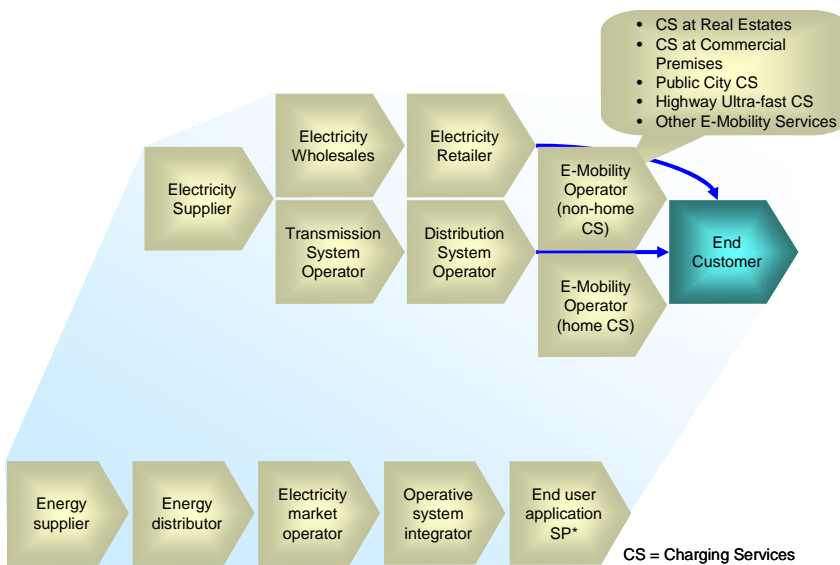 • CS at Real Estates
• CS at Commercial
Premises
• Public City CS
• Highway Ultra-fast CS
• Other E-Mobility Services
Electricity
Wholesales
Electricity
Retailer
Electricity
Supplier
E-Mobility
Operator
(non-home
CS)
Transmission
System
Operator
Distribution
System
Operator
End
Customer
E-Mobility
Operator
(home CS)
Energy
supplier
Energy
distributor
Electricity
market
operator
Operative
system
integrator
End user
application
SP*
CS = Charging Services